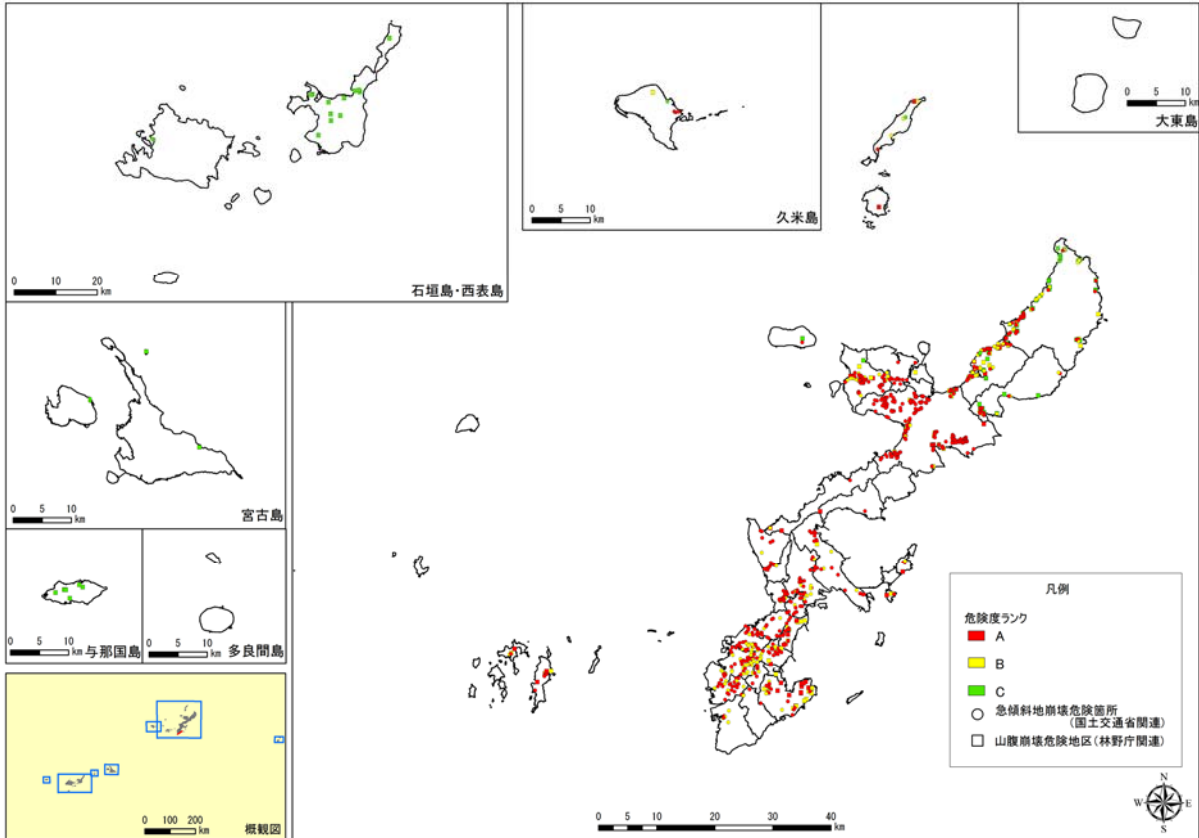 0 10 20
km
石垣島・西表島
0 5 10
km
久米島
0 5 10
km
大東島
0 5 10
km
宮古島
0 5 10
km
与那国島
0 5 10
km
多良間島
0 100 200
km
概観図
凡例
危険度ランク
A
B
C
急傾斜地崩壊危険箇所
(国土交通省関連)
山腹崩壊危険地区(林野庁関連)
0 5 10 20 30 40
km
N
W E
S